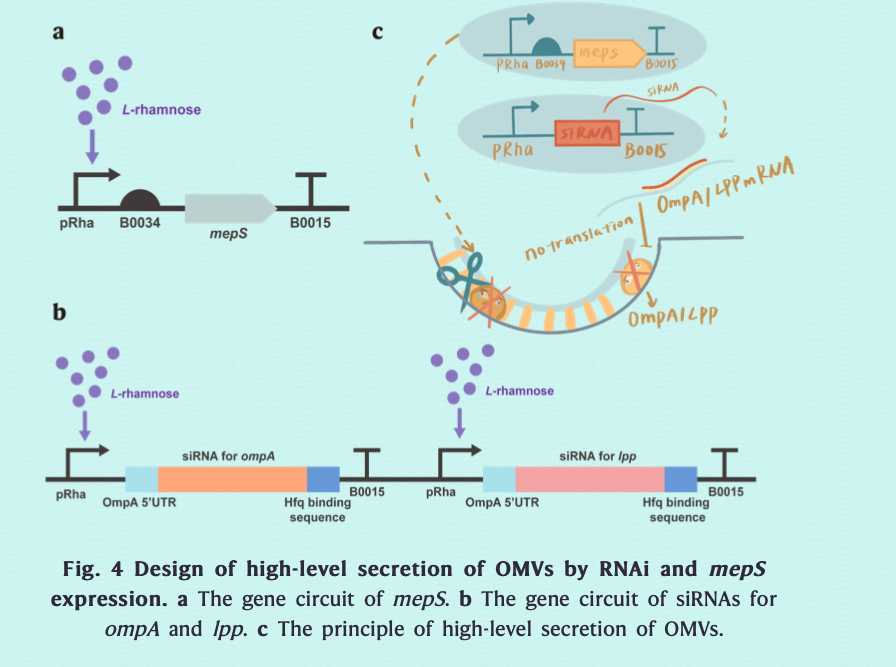 a
L-rhamnose
pRha
B0034
mepS
B0015
c
meps
PRha B0034
B0015
siRNA
siRNA
PRha
B0015
OmpA/LPP mRNA
no translation
OmpA/LPP
b
L-rhamnose
siRNA for ompA
pRha
OmpA 5'UTR
Hfq binding
sequence
B0015
L-rhamnose
siRNA for lpp
pRha
OmpA 5'UTR
Hfq binding
sequence
B0015
Fig. 4 Design of high-level secretion of OMVs by RNAi and mepS
expression. a The gene circuit of mepS. b The gene circuit of siRNAs for
ompA and lpp. c The principle of high-level secretion of OMVs.